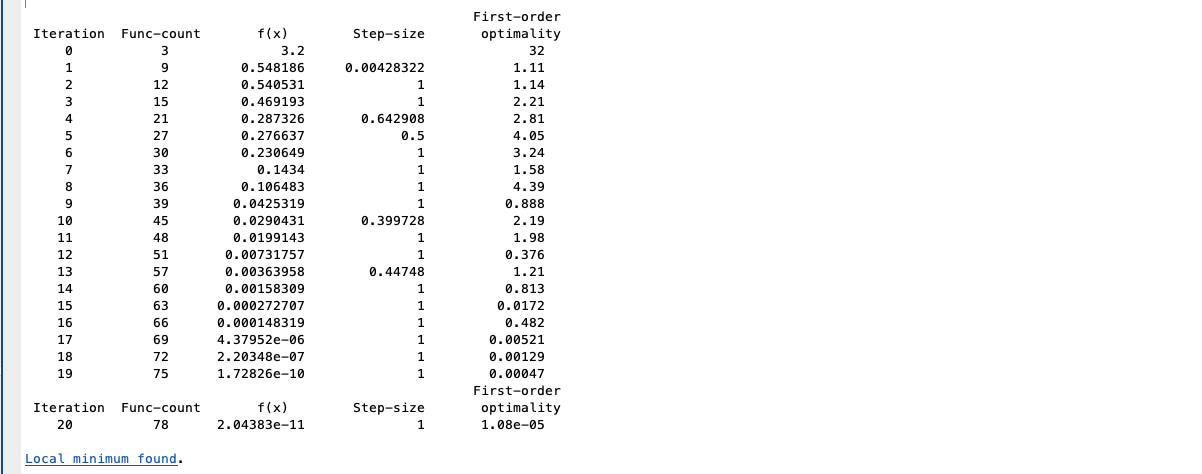 First-order
Iteration Func-count f(x) Step-size optimality
0 3 3.2 32
1 9 0.548186 0.00428322 1.11
2 12 0.540531 1 1.14
3 15 0.469193 1 2.21
4 21 0.287326 0.642908 2.81
5 27 0.276637 0.5 4.05
6 30 0.230649 1 3.24
7 33 0.1434 1 1.58
8 36 0.106483 1 4.39
9 39 0.0425319 1 0.888
10 45 0.0290431 0.399728 2.19
11 48 0.0199143 1 1.98
12 51 0.00731757 1 0.376
13 57 0.00363958 0.44748 1.21
14 60 0.00158309 1 0.813
15 63 0.000272707 1 0.0172
16 66 0.000148319 1 0.482
17 69 4.37952e-06 1 0.00521
18 72 2.20348e-07 1 0.00129
19 75 1.72826e-10 1 0.00047
First-order
Iteration Func-count f(x) Step-size optimality
20 78 2.04383e-11 1 1.08e-05
Local minimum found.